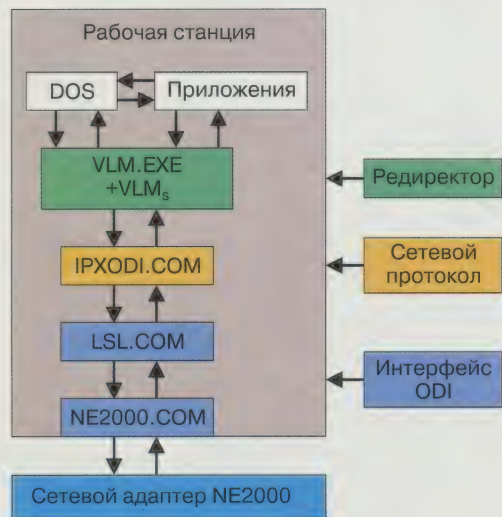 Рабочая станция
DOS
Приложения
VLM.EXE
+VLMs
Редиректор
IPXODI.COM
Сетевой
протокол
LSL.COM
Интерфейс
ODI
NE2000.COM
Сетевой адаптер NE2000